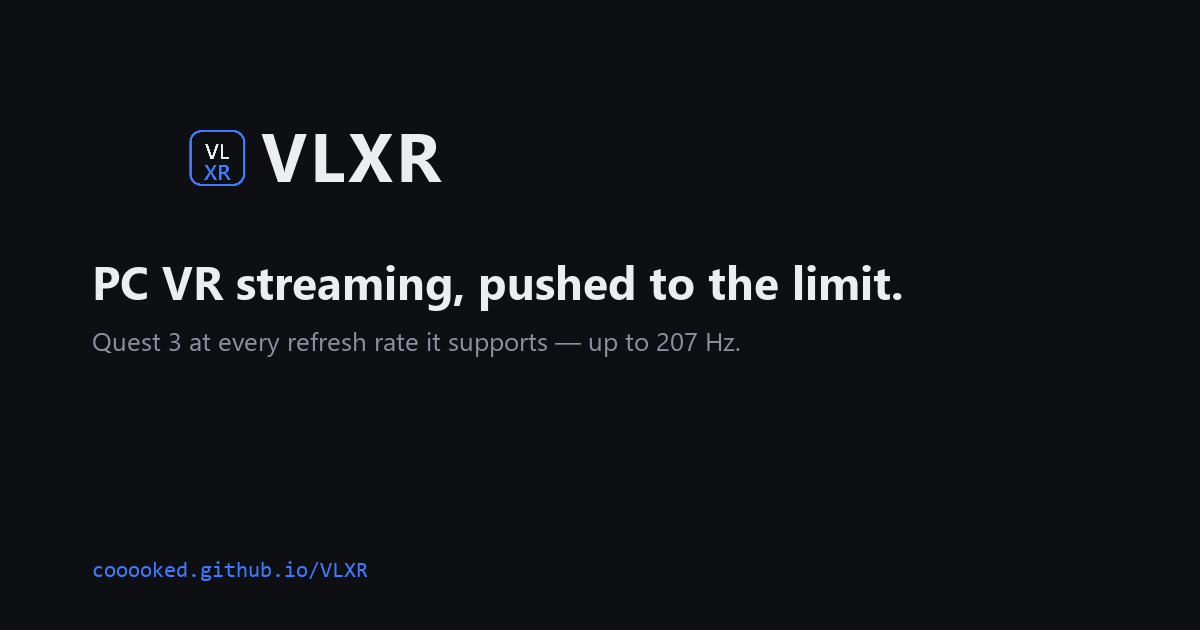 VL
XR
VLXR
PC VR streaming, pushed to the limit.
Quest 3 at every refresh rate it supports — up to 207 Hz.
cooooked.github.io/VLXR